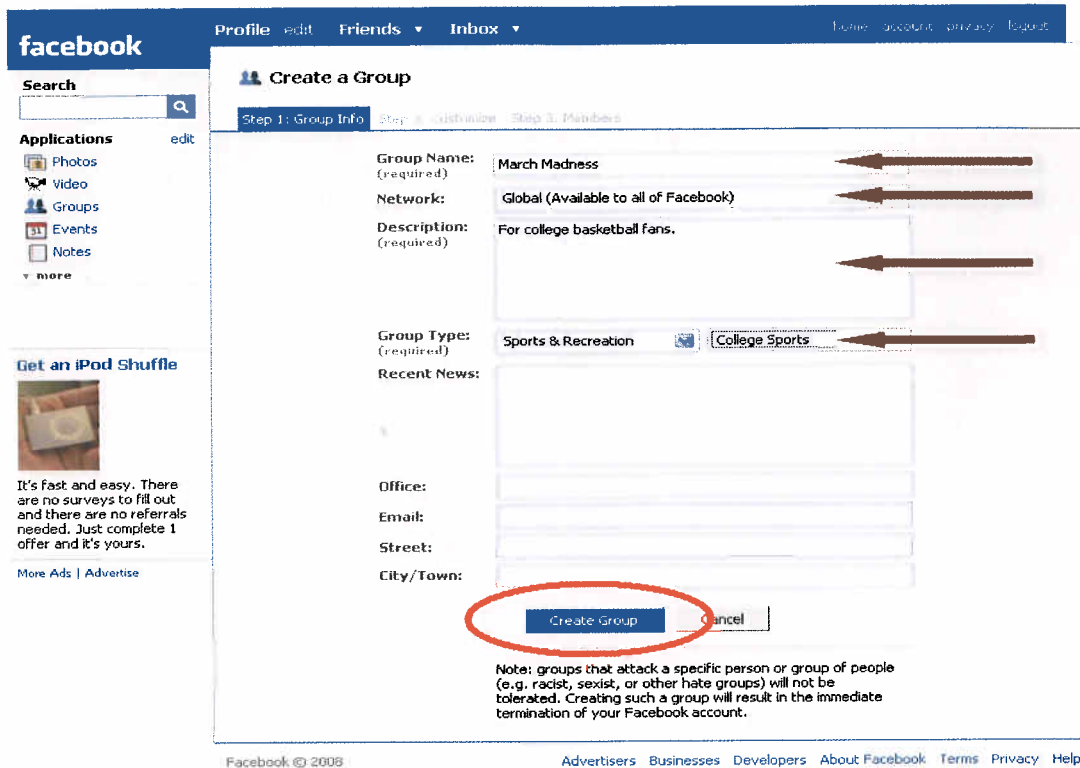 facebook
Profile edit Friends Inbox
home account privacy logout
Search
Applications edit
Photos
Video
Groups
31 Events
Notes
more
Get an iPod Shuffle
It's fast and easy. There
are no surveys to fill out
and there are no referrals
needed. Just complete 1
offer and it's yours.
More Ads | Advertise
Create a Group
Step 1: Group Info Step 2: Customize Step 3: Members
Group Name: March Madness
(required)
Network: Global (Available to all of Facebook)
Description: For college basketball fans.
(required)
Group Type: Sports & Recreation College Sports
(required)
Recent News:
Office:
Email:
Street:
City/Town:
Create Group Cancel
Note: groups that attack a specific person or group of people
(e.g. racist, sexist, or other hate groups) will not be
tolerated. Creating such a group will result in the immediate
termination of your Facebook account.
Facebook © 2008
Advertisers Businesses Developers About Facebook Terms Privacy Help